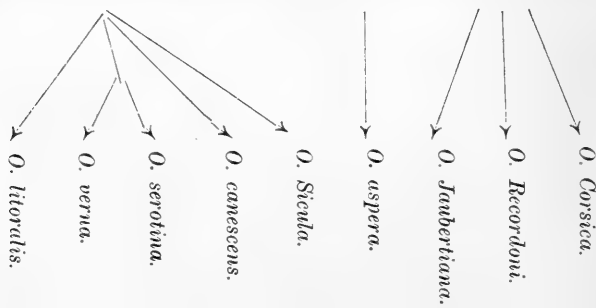 O. Corsica.
O. Recordoni.
O. Jaubertiana.
O. aspera.
O. Sicula.
O. canescens.
O. serotina.
O. verna.
O. litoralis.